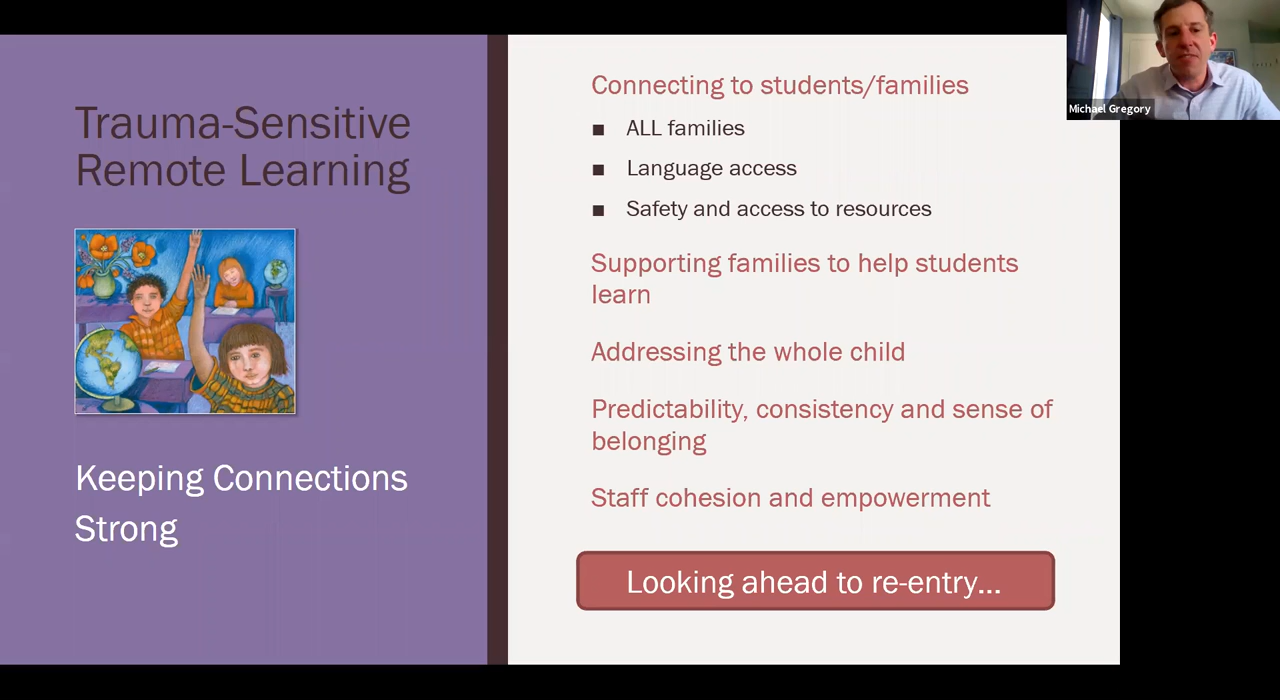 Trauma-Sensitive
Remote Learning
Keeping Connections
Strong
Connecting to students/families
■ ALL families
■ Language access
■ Safety and access to resources
Supporting families to help students
learn
Addressing the whole child
Predictability, consistency and sense of
belonging
Staff cohesion and empowerment
Looking ahead to re-entry...
Michael Gregory